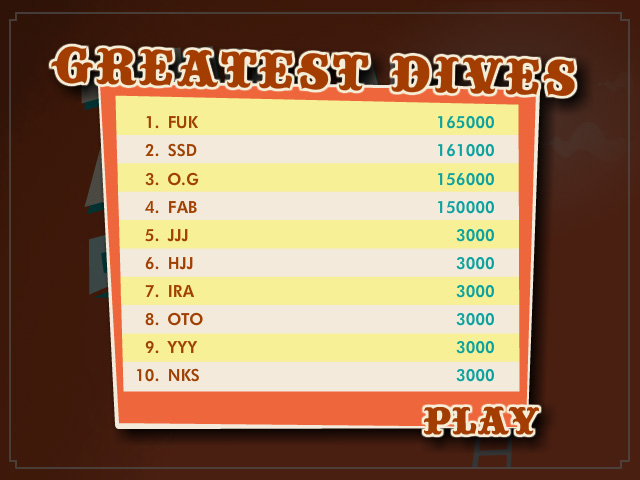 GREATEST DIVES
1. FUK 165000
2. SSD 161000
3. O.G 156000
4. FAB 150000
5. JJJ 3000
6. HJJ 3000
7. IRA 3000
8. OTO 3000
9. YYY 3000
10. NKS 3000
PLAY